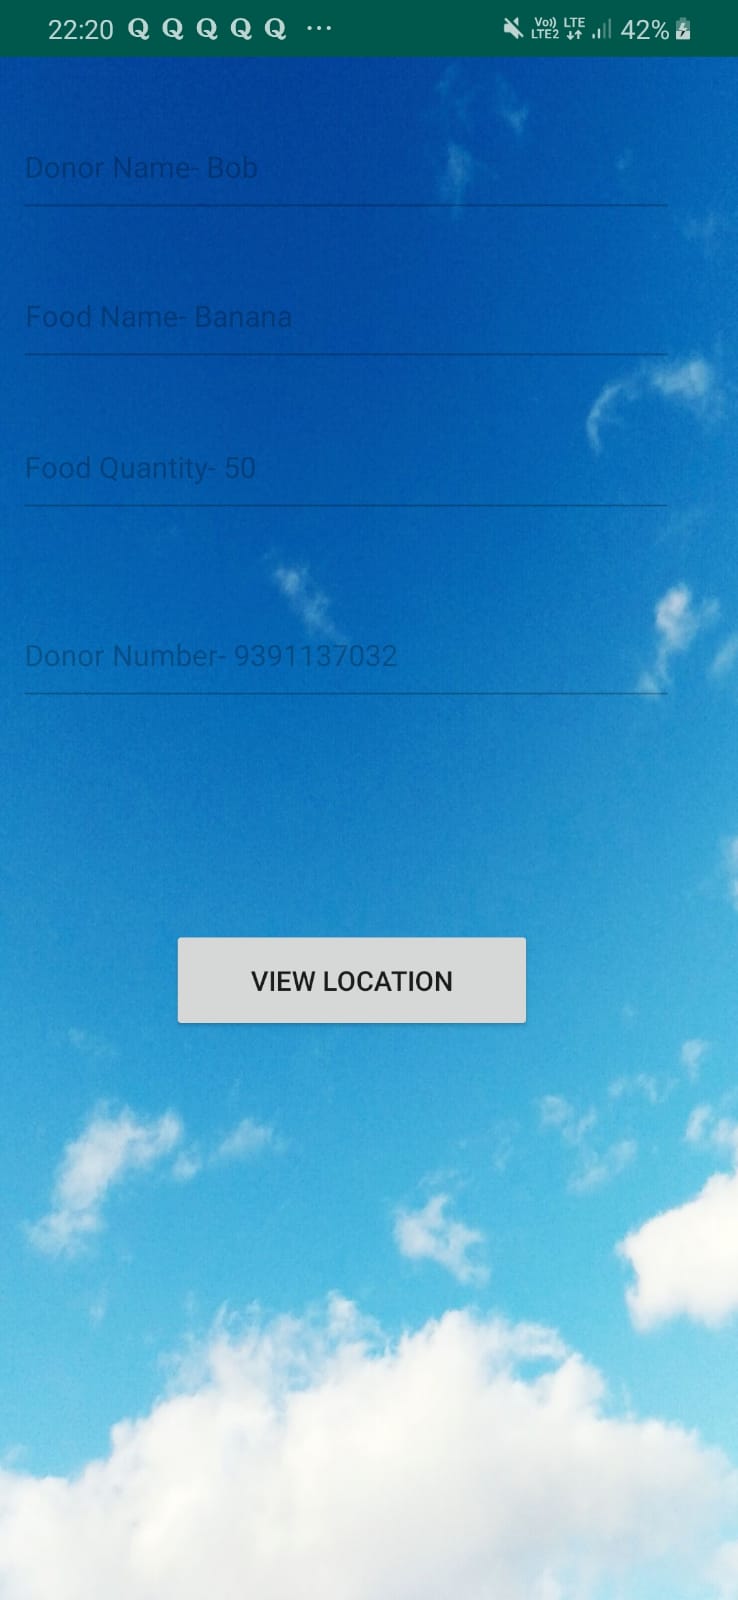 22:20 Q Q Q Q Q ... Vo)) LTE LTE2 42%
Donor Name- Bob
Food Name- Banana
Food Quantity- 50
Donor Number- 9391137032
VIEW LOCATION